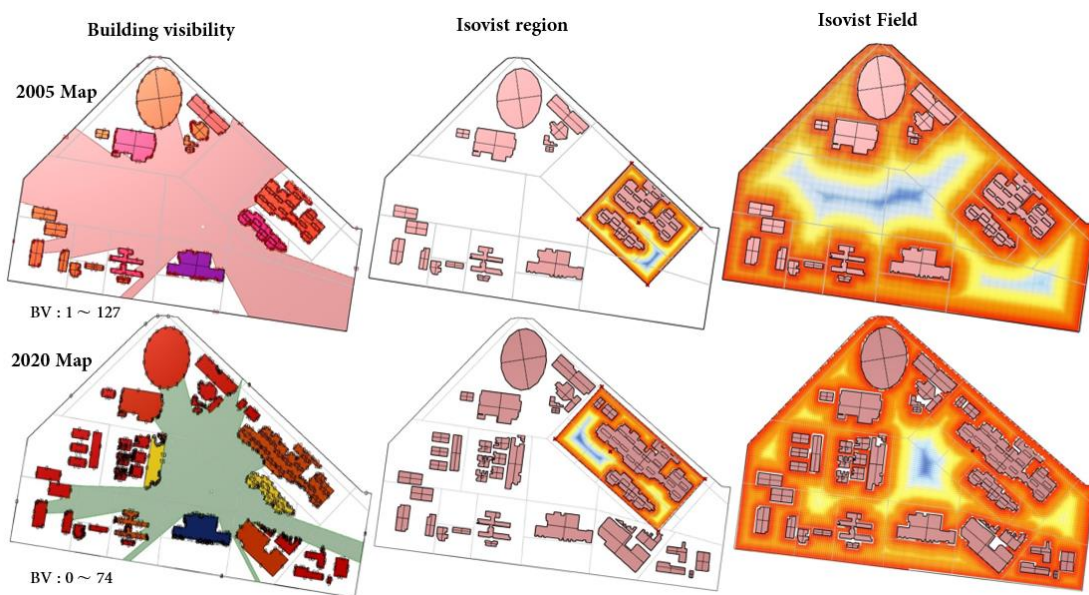 Building visibility
Isovist region
Isovist Field
2005 Map
BV : 1 ~ 127
2020 Map
BV : 0 ~ 74